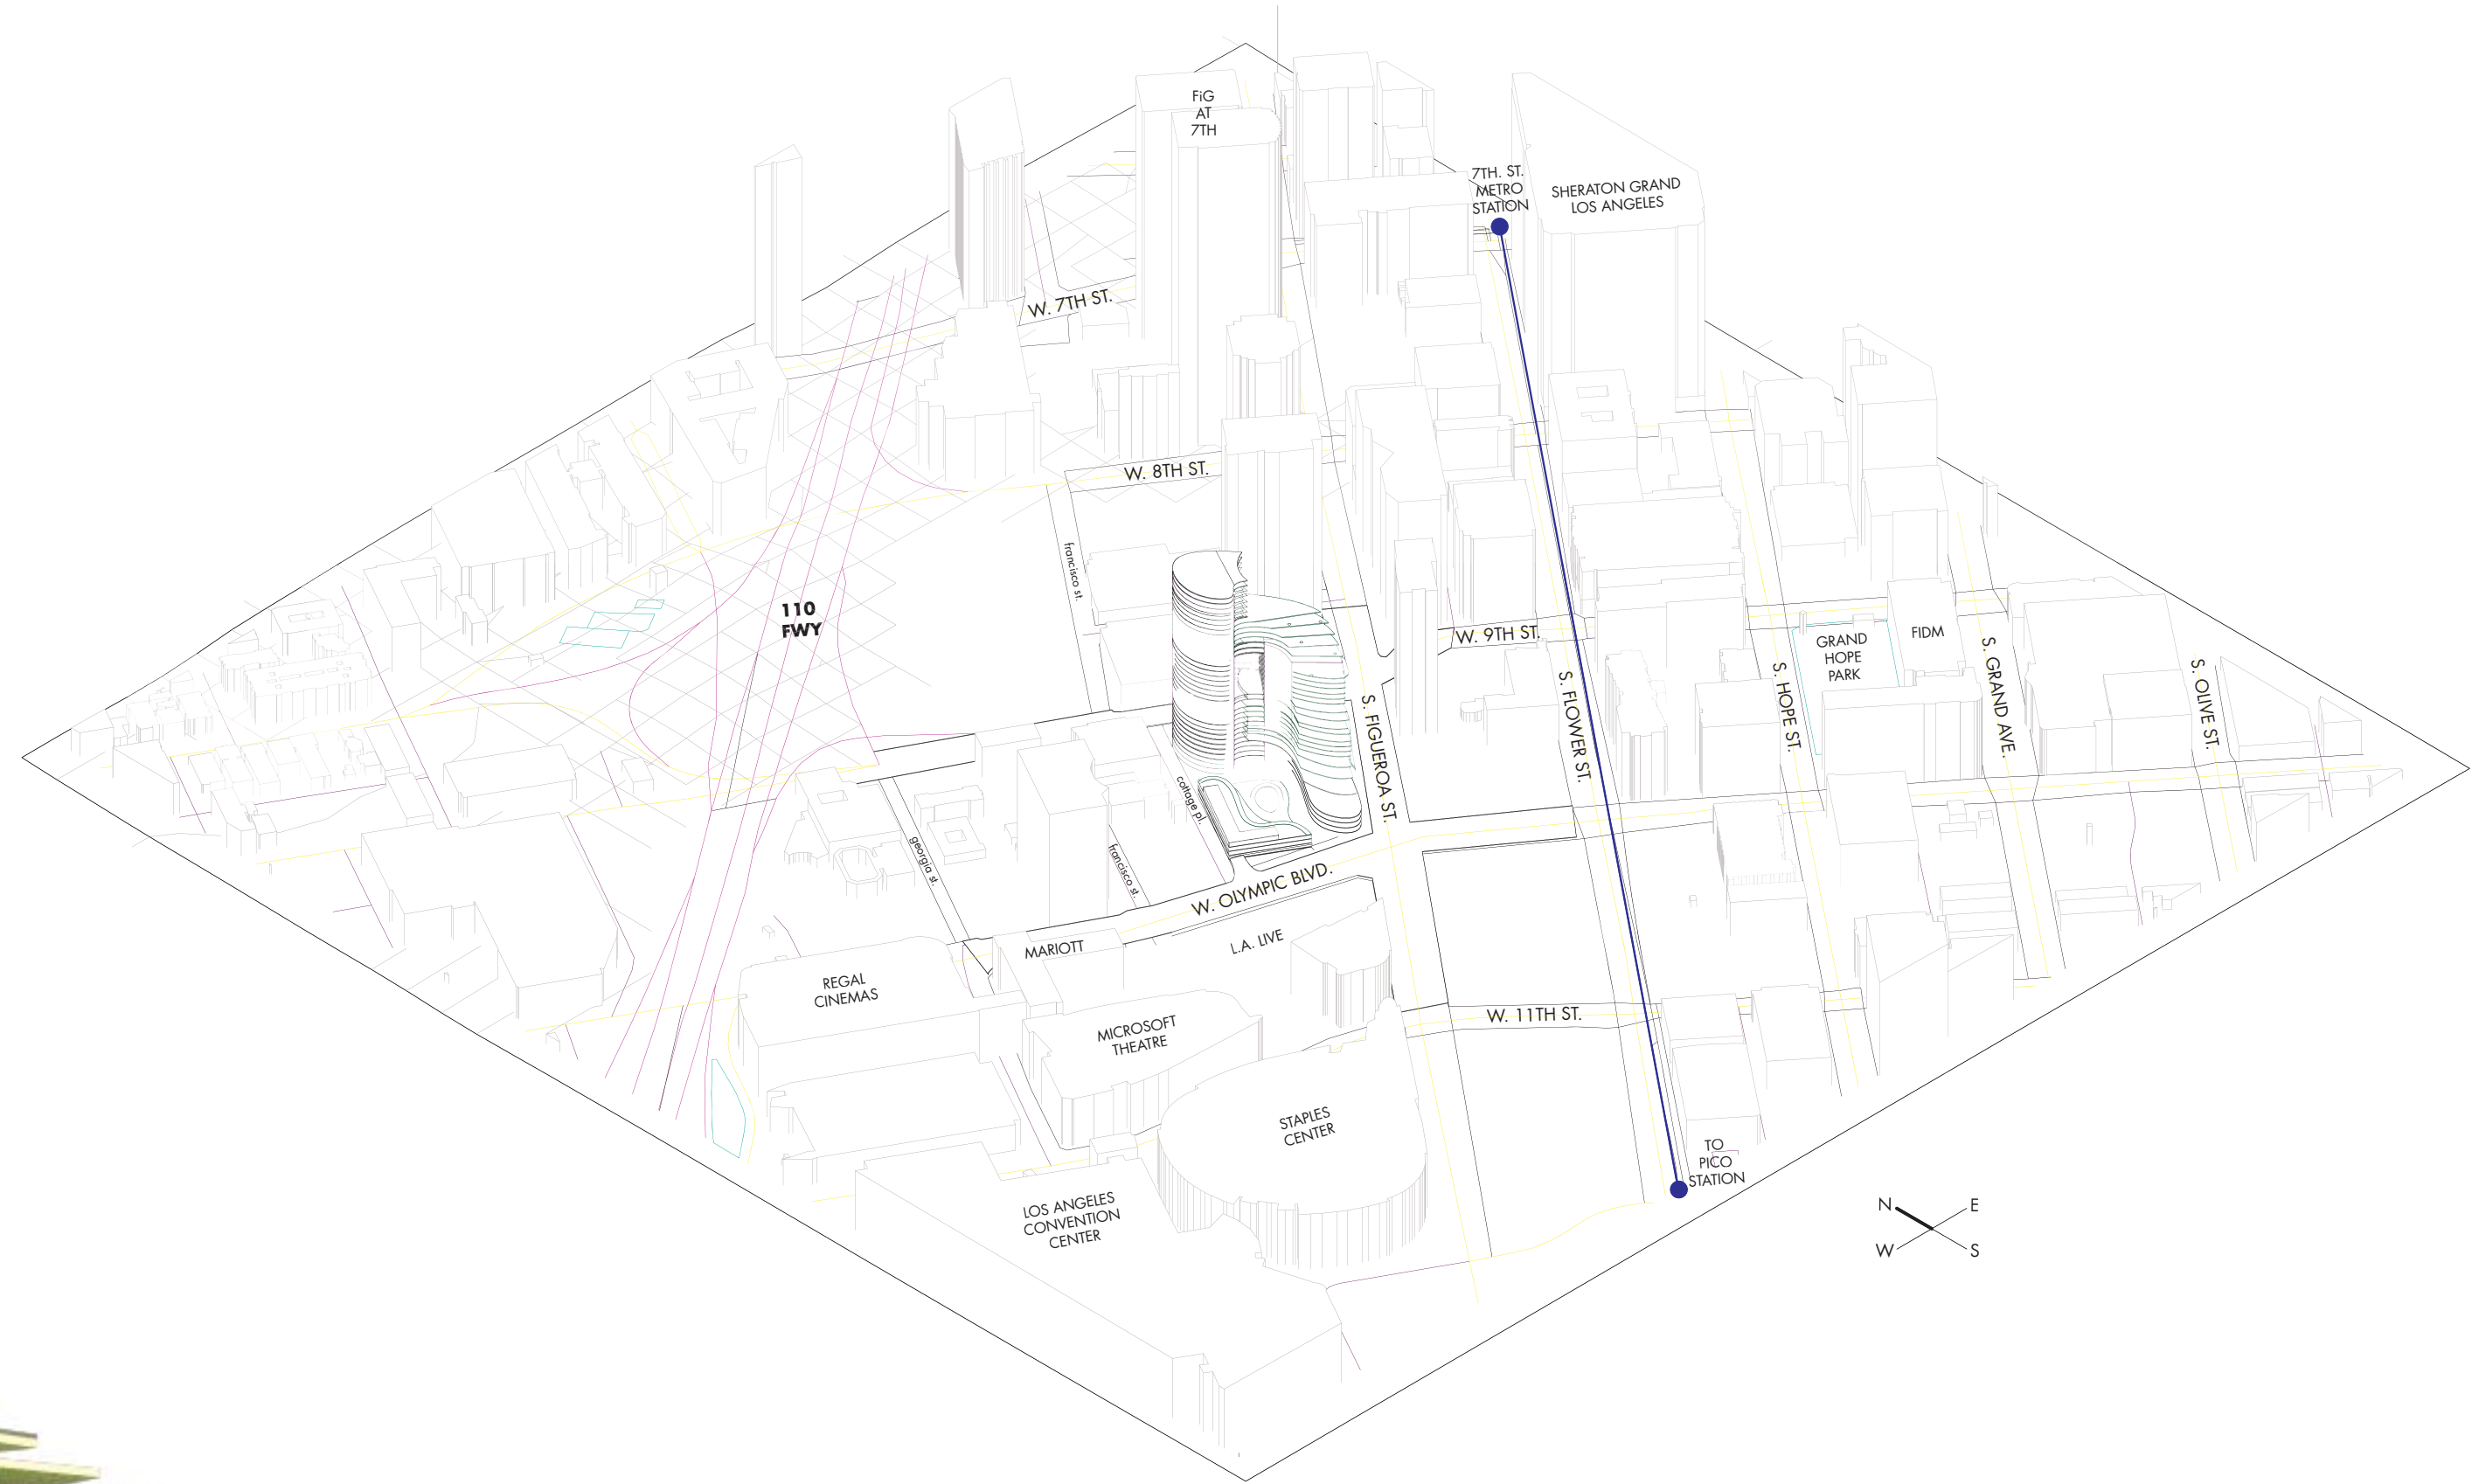 FiG
AT
7TH
7TH. ST.
METRO
STATION
SHERATON GRAND
LOS ANGELES
W. 7TH ST.
W. 8TH ST.
francisco st.
110
FWY
W. 9TH ST.
GRAND
HOPE
PARK
FIDM
S. FIGUEROA ST.
S. FLOWER ST.
S. HOPE ST.
S. GRAND AVE.
S. OLIVE ST.
cottage pl.
georgia st.
francisco st.
W. OLYMPIC BLVD.
MARIOTT
L.A. LIVE
REGAL
CINEMAS
MICROSOFT
THEATRE
W. 11TH ST.
STAPLES
CENTER
TO
PICO
STATION
LOS ANGELES
CONVENTION
CENTER
N
E
W
S